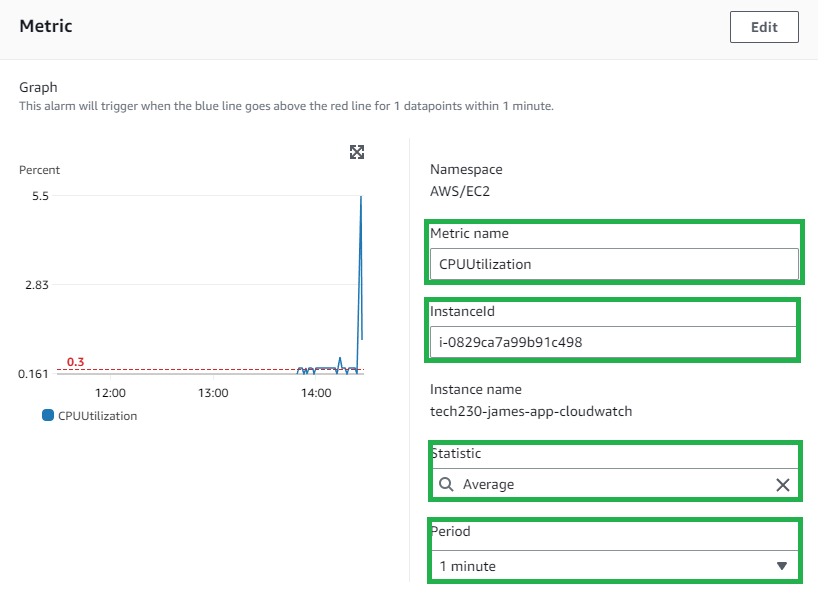 Metric
Edit
Graph
This alarm will trigger when the blue line goes above the red line for 1 datapoints within 1 minute.
Percent
5.5
2.83
0.3
0.161
12:00 13:00 14:00
CPUUtilization
Namespace
AWS/EC2
Metric name
CPUUtilization
InstanceId
i-0829ca7a99b91c498
Instance name
tech230-james-app-cloudwatch
Statistic
Average
Period
1 minute